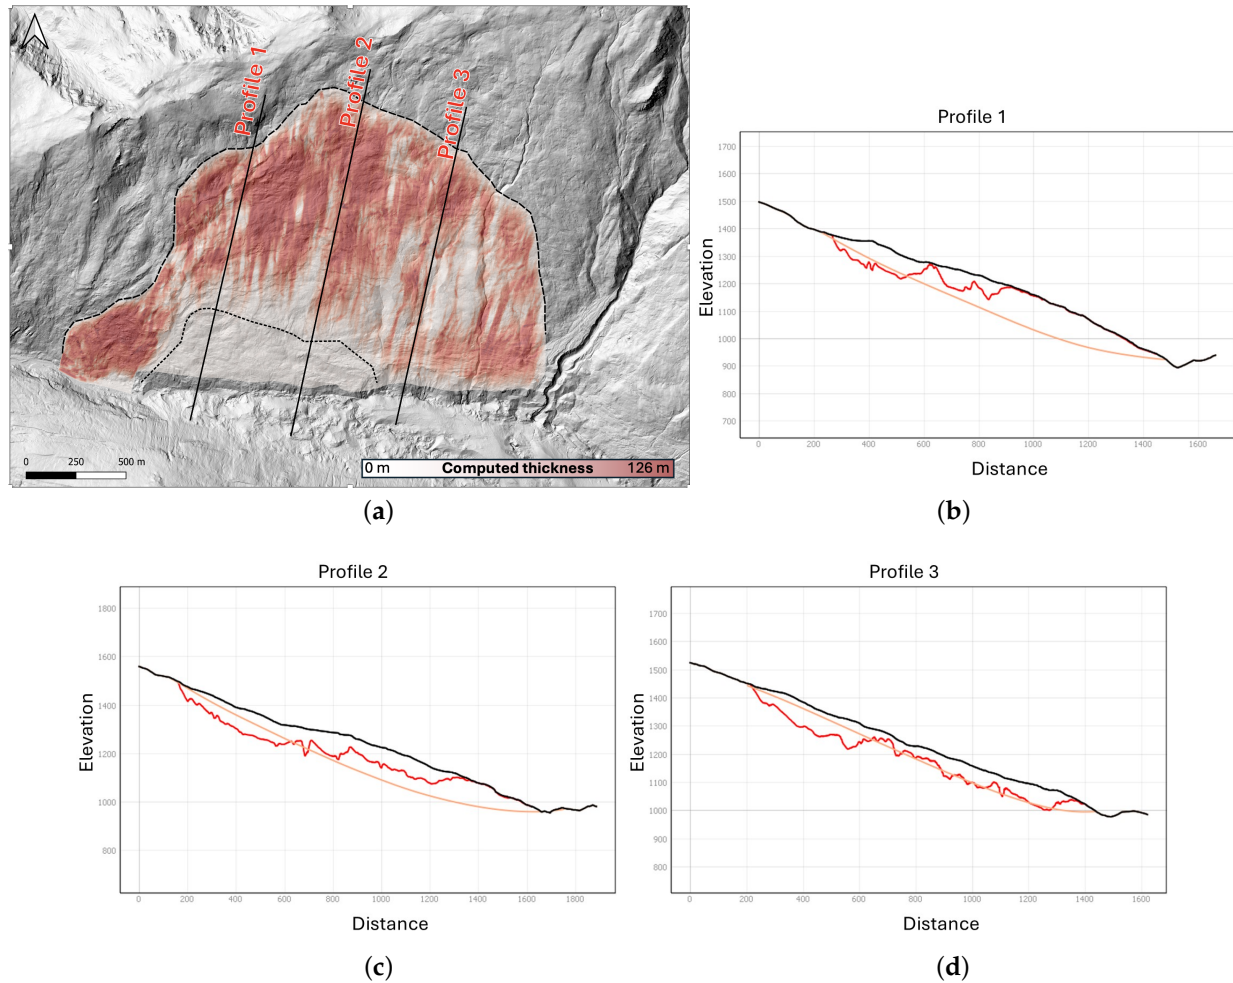 Profile 1
Profile 2
Profile 3
0
250
500 m
0 m Computed thickness 126 m
(a)
Profile 1
1700
1600
1500
1400
1300
1200
1100
1000
900
800
700
Elevation
0 200 400 600 800 1000 1200 1400 1600
Distance
(b)
Profile 2
1800
1600
1400
1200
1000
800
Elevation
0 200 400 600 800 1000 1200 1400 1600 1800
Distance
(c)
Profile 3
1700
1600
1500
1400
1300
1200
1100
1000
900
800
Elevation
0 200 400 600 800 1000 1200 1400 1600
Distance
(d)